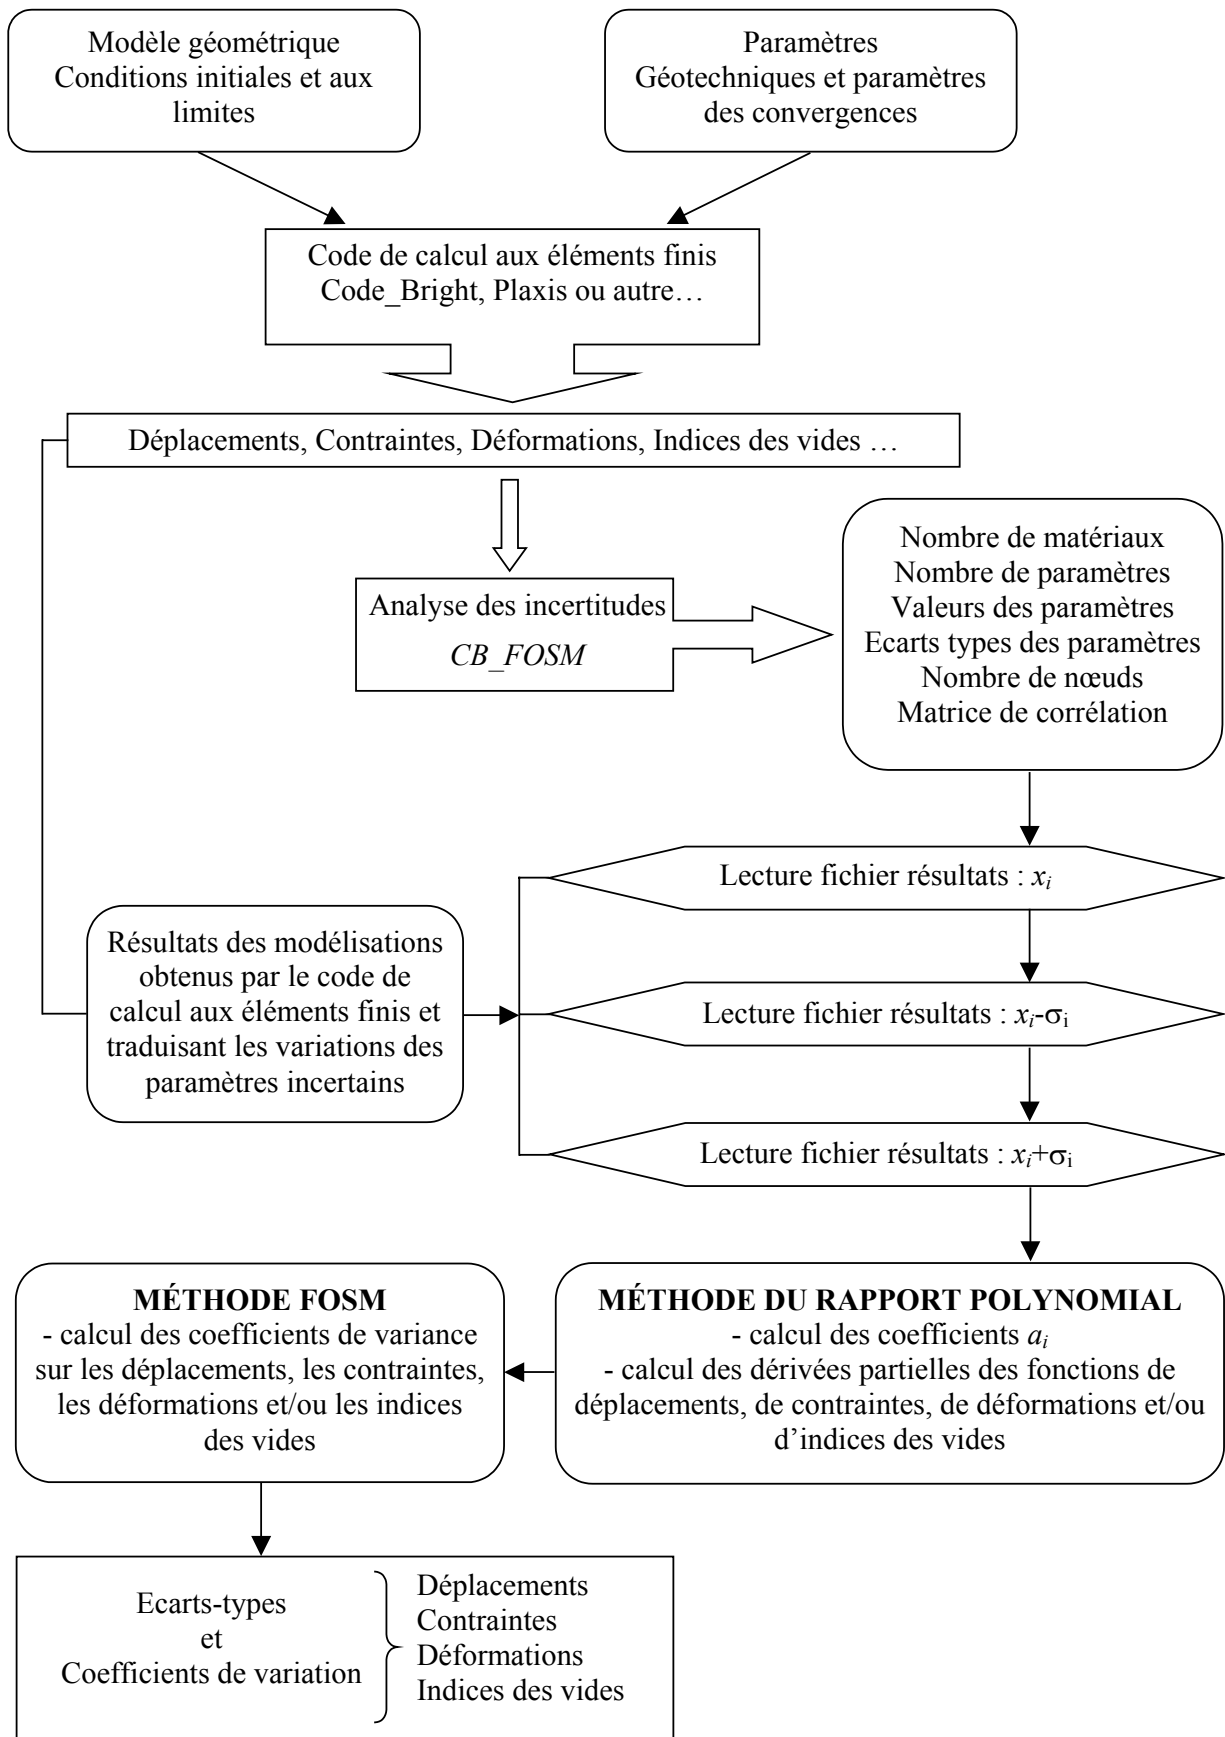 Modèle géométrique
Conditions initiales et aux
limites
Paramètres
Géotechniques et paramètres
des convergences
Code de calcul aux éléments finis
Code_Bright, Plaxis ou autre…
Déplacements, Contraintes, Déformations, Indices des vides …
Analyse des incertitudes
CB_FOSM
Nombre de matériaux
Nombre de paramètres
Valeurs des paramètres
Ecarts types des paramètres
Nombre de nœuds
Matrice de corrélation
Lecture fichier résultats : xi
Résultats des modélisations
obtenus par le code de
calcul aux éléments finis et
traduisant les variations des
paramètres incertains
Lecture fichier résultats : xi-σi
Lecture fichier résultats : xi+σi
MÉTHODE FOSM
- calcul des coefficients de variance
sur les déplacements, les contraintes,
les déformations et/ou les indices
des vides
MÉTHODE DU RAPPORT POLYNOMIAL
- calcul des coefficients ai
- calcul des dérivées partielles des fonctions de
déplacements, de contraintes, de déformations et/ou
d’indices des vides
Ecarts-types
et
Coefficients de variation
Déplacements
Contraintes
Déformations
Indices des vides